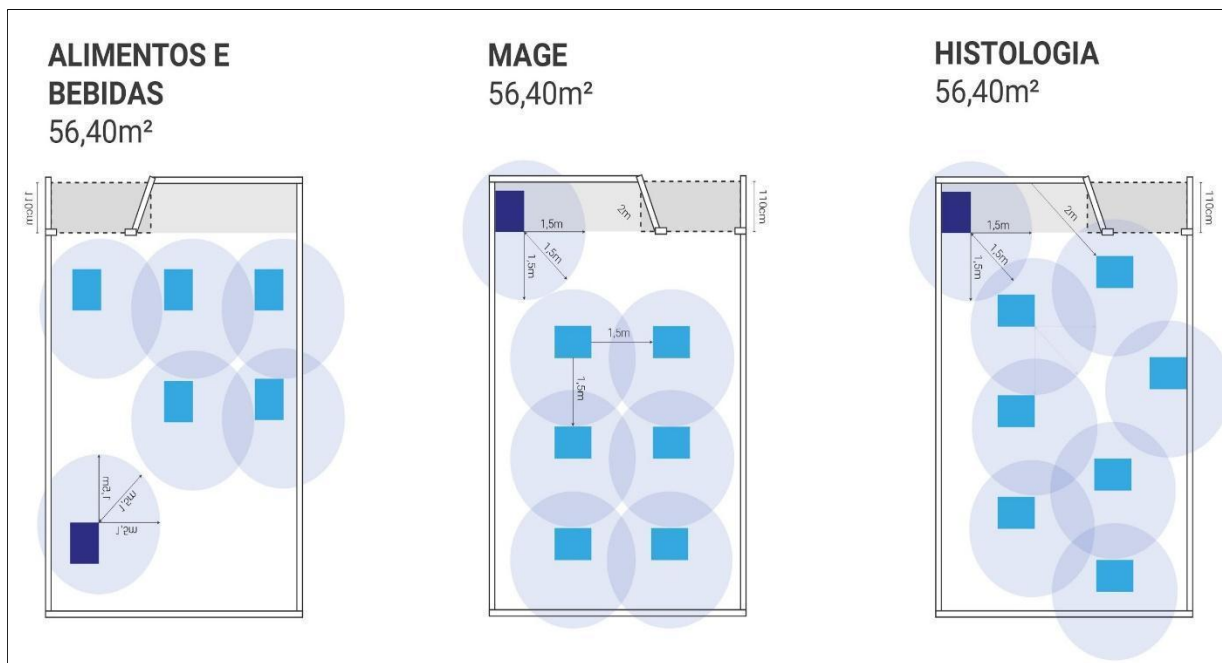 ALIMENTOS E
BEBIDAS
56,40m²
110cm
1,5m
1,5m
1,5m
MAGE
56,40m²
110cm
2m
1,5m
1,5m
1,5m
1,5m
1,5m
HISTOLOGIA
56,40m²
110cm
2m
1,5m
1,5m
1,5m